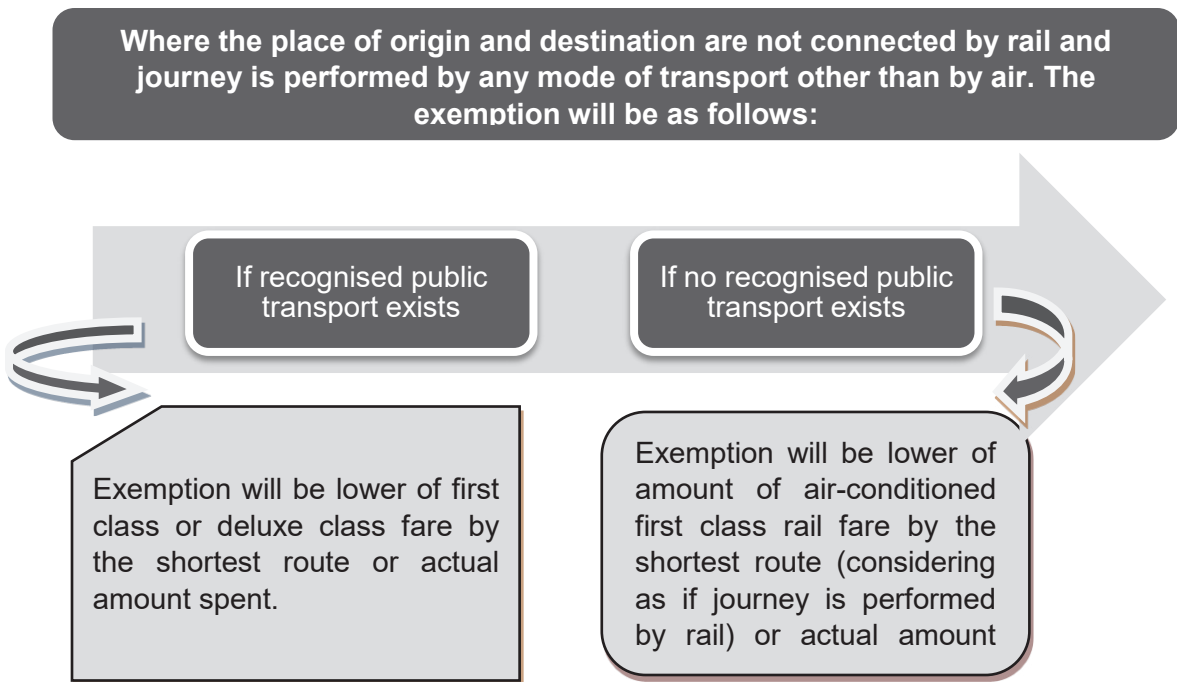 Where the place of origin and destination are not connected by rail and
journey is performed by any mode of transport other than by air. The
exemption will be as follows:
If recognised public
transport exists
If no recognised public
transport exists
Exemption will be lower of first
class or deluxe class fare by
the shortest route or actual
amount spent.
Exemption will be lower of
amount of air-conditioned
first class rail fare by the
shortest route (considering
as if journey is performed
by rail) or actual amount